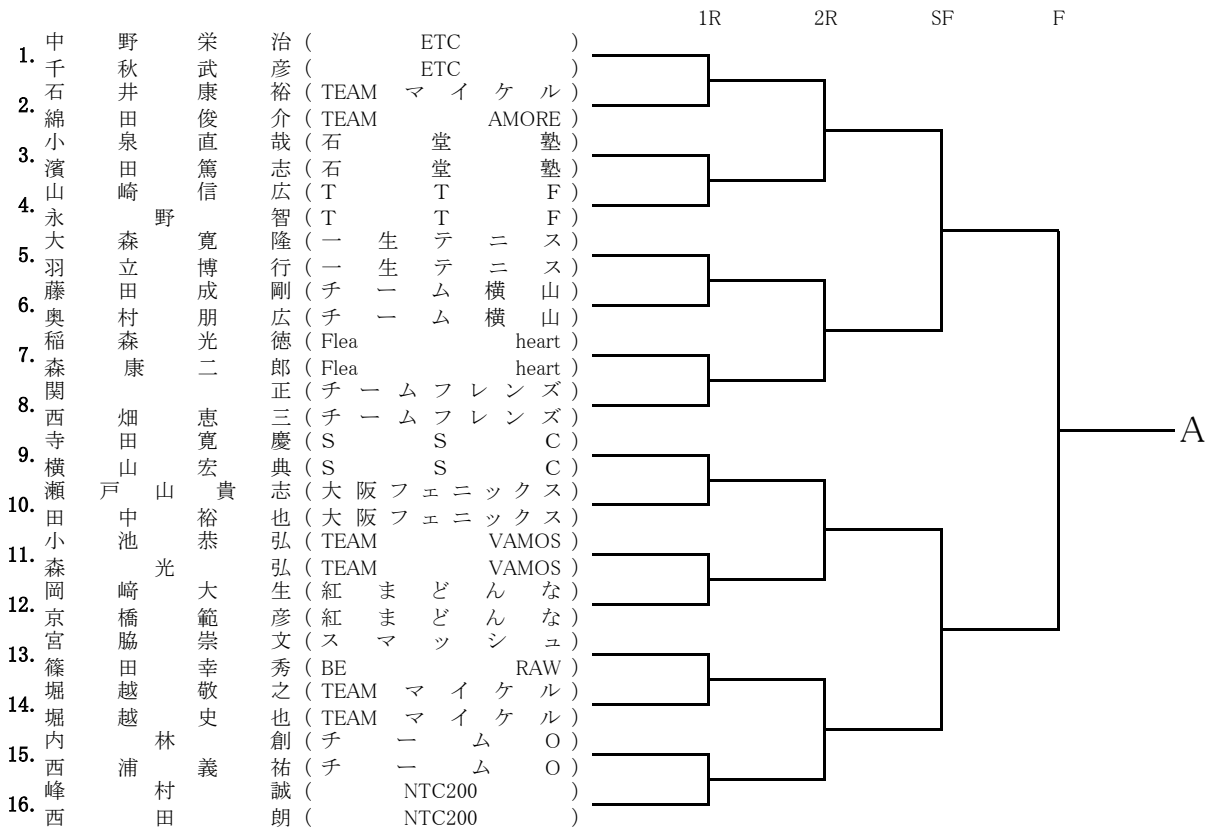 1R 2R SF F
1.
中野栄治(ETC)
千秋武彦(ETC)
2.
石井康裕(TEAM マイケル)
綿田俊介(TEAM AMORE)
3.
小泉直哉(石堂塾)
濱田篤志(石堂塾)
4.
山崎信広(TTF)
永野智(TTF)
5.
大森寛隆(一生テニス)
羽立博行(一生テニス)
6.
藤田成剛(チーム横山)
奥村朋広(チーム横山)
7.
稲森光徳(Flea heart)
森康二郎(Flea heart)
8.
関正(チームフレンズ)
西畑恵三(チームフレンズ)
9.
寺田寛慶(SSC)
横山宏典(SSC)
10.
瀬戸山貴志(大阪フェニックス)
田中裕也(大阪フェニックス)
11.
小池恭弘(TEAM VAMOS)
森光弘(TEAM VAMOS)
12.
岡﨑大生(紅まどんな)
京橋範彦(紅まどんな)
13.
宮脇崇文(スマッシュ)
篠田幸秀(BE RAW)
14.
堀越敬之(TEAM マイケル)
堀越史也(TEAM マイケル)
15.
内林創(チームO)
西浦義祐(チームO)
16.
峰村誠(NTC200)
西田朗(NTC200)
A